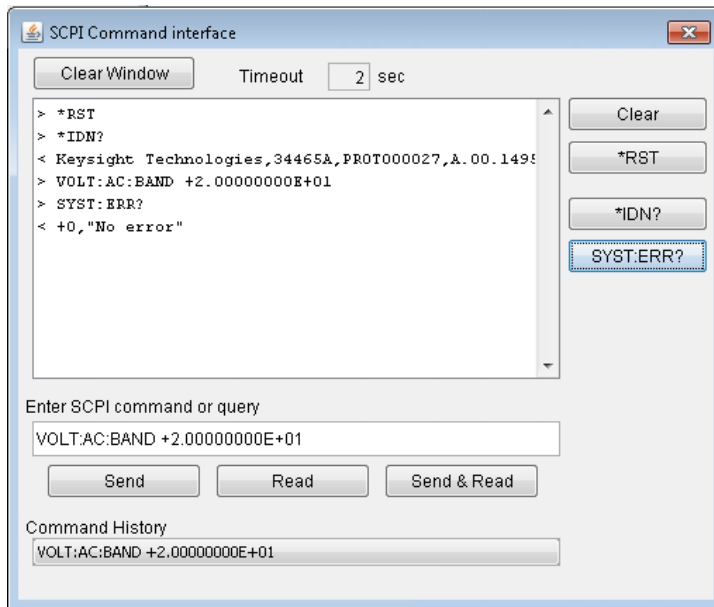 SCPI Command interface
Clear Window Timeout 2 sec
> *RST
> *IDN?
< Keysight Technologies,34465A,PROT000027,A.00.1495
> VOLT:AC:BAND +2.00000000E+01
> SYST:ERR?
< +0,"No error"
Clear
*RST
*IDN?
SYST:ERR?
Enter SCPI command or query
VOLT:AC:BAND +2.00000000E+01
Send Read Send & Read
Command History
VOLT:AC:BAND +2.00000000E+01